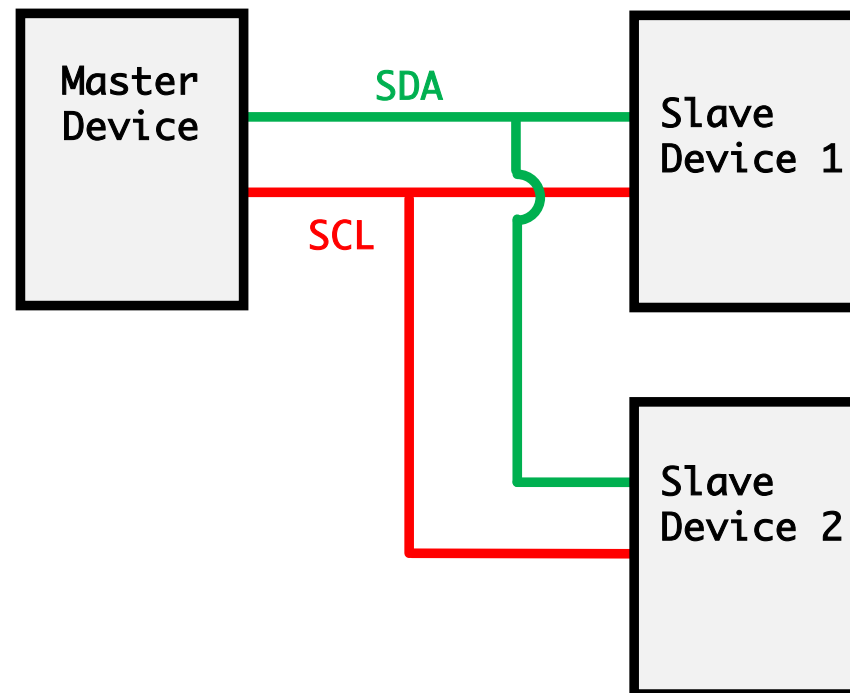 Master
Device
SDA
SCL
Slave
Device 1
Slave
Device 2